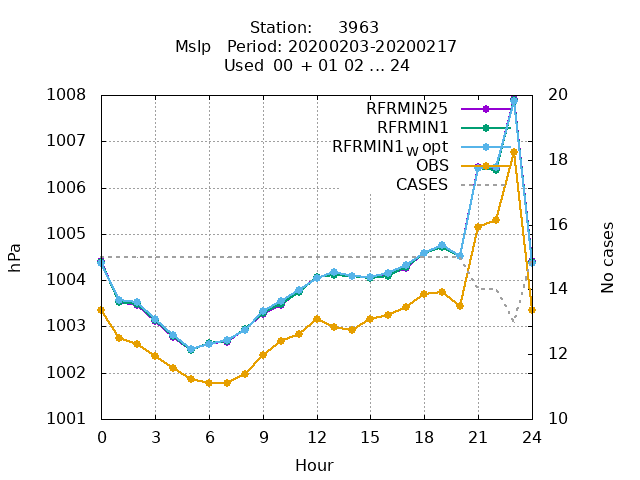 Station: 3963
Mslp Period: 20200203-20200217
Used 00 + 01 02 ... 24
1008
1007
1006
1005
1004
1003
1002
1001
20
18
16
14
12
10
RFRMIN25
RFRMIN1
RFRMIN1_w opt
OBS
CASES
hPa
No cases
0 3 6 9 12 15 18 21 24
Hour